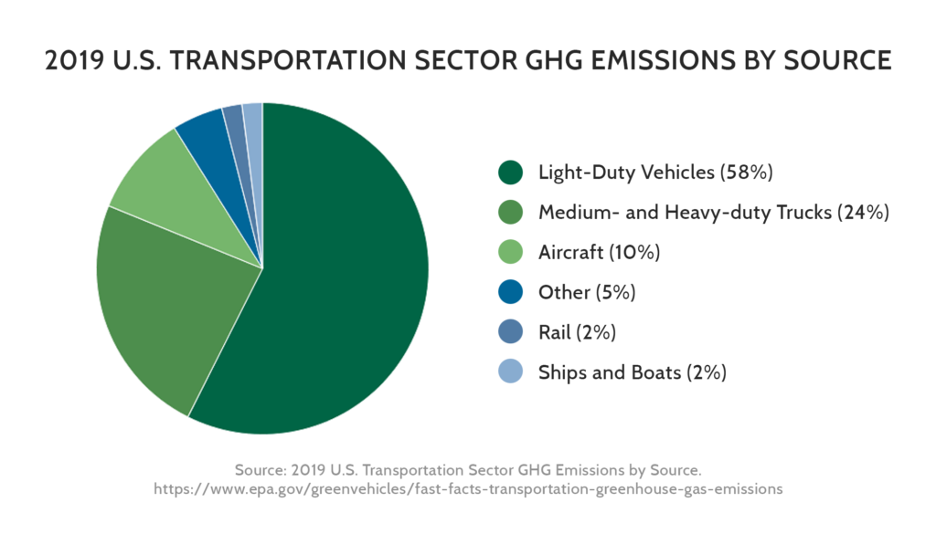 2019 U.S. TRANSPORTATION SECTOR GHG EMISSIONS BY SOURCE
Light-Duty Vehicles (58%)
Medium- and Heavy-duty Trucks (24%)
Aircraft (10%)
Other (5%)
Rail (2%)
Ships and Boats (2%)
Source: 2019 U.S. Transportation Sector GHG Emissions by Source.
https://www.epa.gov/greenvehicles/fast-facts-transportation-greenhouse-gas-emissions